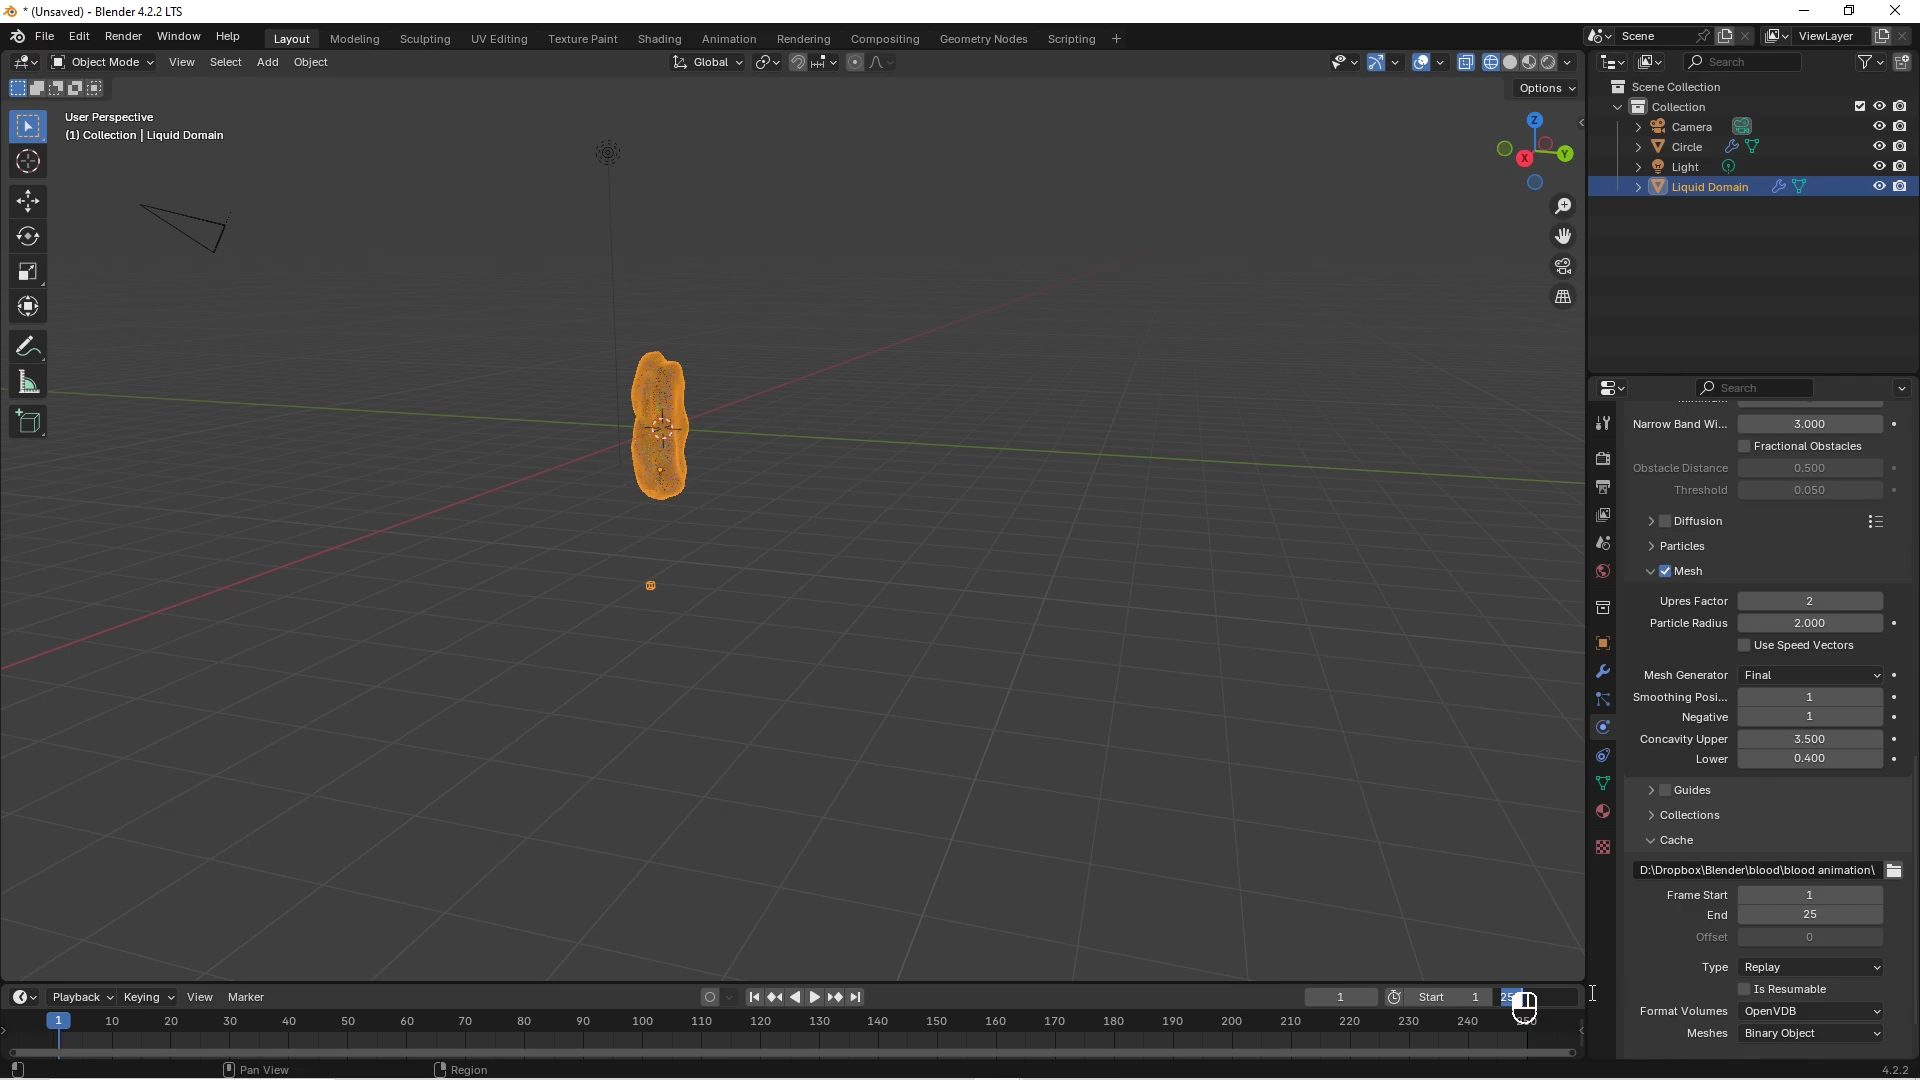 * (Unsaved) - Blender 4.2.2 LTS
File Edit Render Window Help Layout Modeling Sculpting UV Editing Texture Paint Shading Animation Rendering Compositing Geometry Nodes Scripting Scene ViewLayer
Object Mode View Select Add Object Global Search
Options
User Perspective
(1) Collection | Liquid Domain
Z
Y
X
Scene Collection
Collection
Camera
Circle
Light
Liquid Domain
Search
Narrow Band Wi... 3.000
Fractional Obstacles
Obstacle Distance 0.500
Threshold 0.050
Diffusion
Particles
Mesh
Upres Factor 2
Particle Radius 2.000
Use Speed Vectors
Mesh Generator Final
Smoothing Posi... 1
Negative 1
Concavity Upper 3.500
Lower 0.400
Guides
Collections
Cache
D:\Dropbox\Blender\blood\blood animation\
Frame Start 1
End 25
Offset 0
Type Replay
Is Resumable
Format Volumes OpenVDB
Meshes Binary Object
Playback Keying View Marker 1 Start 1
1 10 20 30 40 50 60 70 80 90 100 110 120 130 140 150 160 170 180 190 200 210 220 230 240 250
Pan View Region 4.2.2